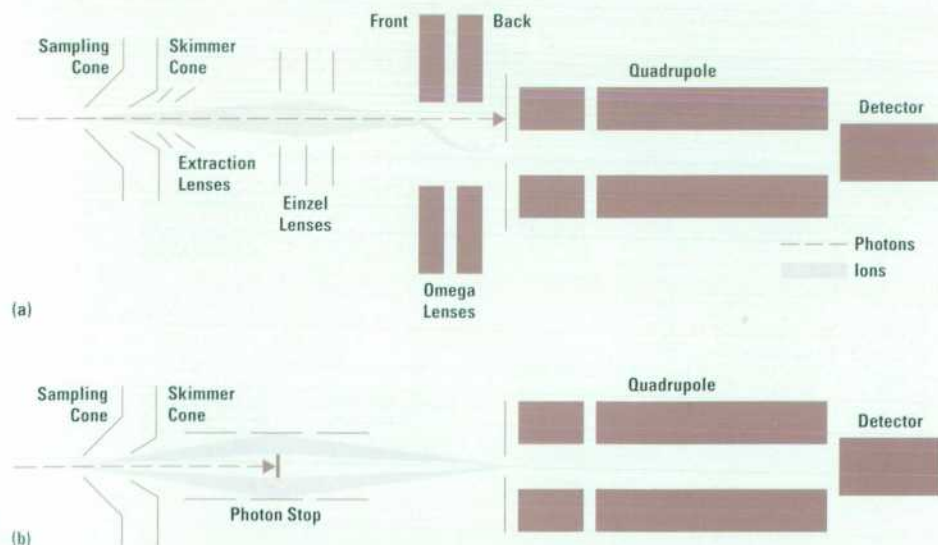 Front
Back
Sampling
Cone
Skimmer
Cone
Quadrupole
Detector
Extraction
Lenses
Einzel
Lenses
Photons
Ions
Omega
Lenses
(a)
Sampling
Cone
Skimmer
Cone
Quadrupole
Detector
Photon Stop
(b)